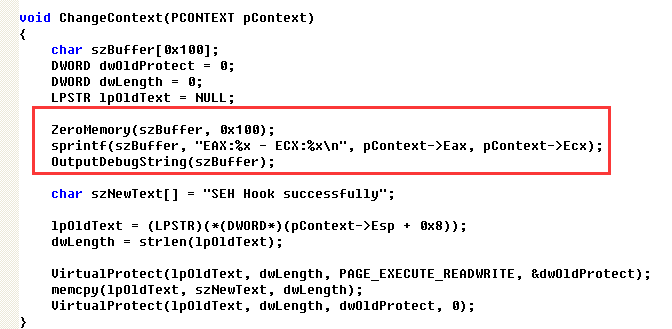 void ChangeContext(PCONTEXT pContext)
{
char szBuffer[0x100];
DWORD dwOldProtect = 0;
DWORD dwLength = 0;
LPSTR lpOldText = NULL;
ZeroMemory(szBuffer, 0x100);
sprintf(szBuffer, "EAX:%x - ECX:%x\n", pContext->Eax, pContext->Ecx);
OutputDebugString(szBuffer);
char szNewText[] = "SEH Hook successfully";
lpOldText = (LPSTR)(*(DWORD*)(pContext->Esp + 0x8));
dwLength = strlen(lpOldText);
VirtualProtect(lpOldText, dwLength, PAGE_EXECUTE_READWRITE, &dwOldProtect);
memcpy(lpOldText, szNewText, dwLength);
VirtualProtect(lpOldText, dwLength, dwOldProtect, 0);
}